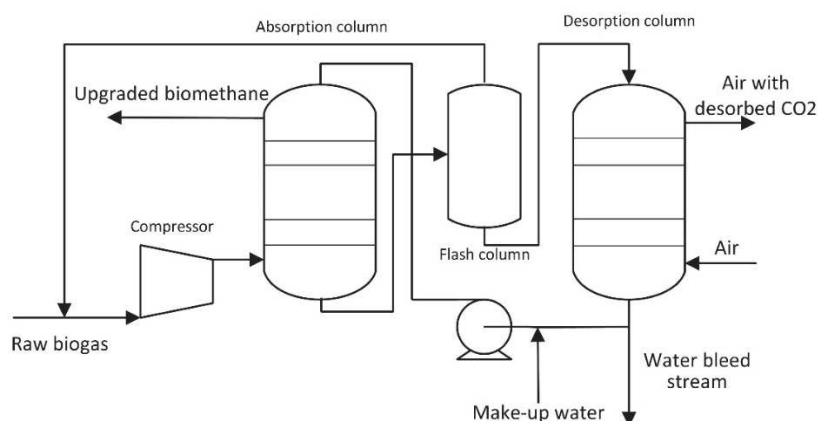 Absorption column
Desorption column
Upgraded biomethane
Air with
desorbed CO2
Compressor
Flash column
Air
Raw biogas
Water bleed
stream
Make-up water